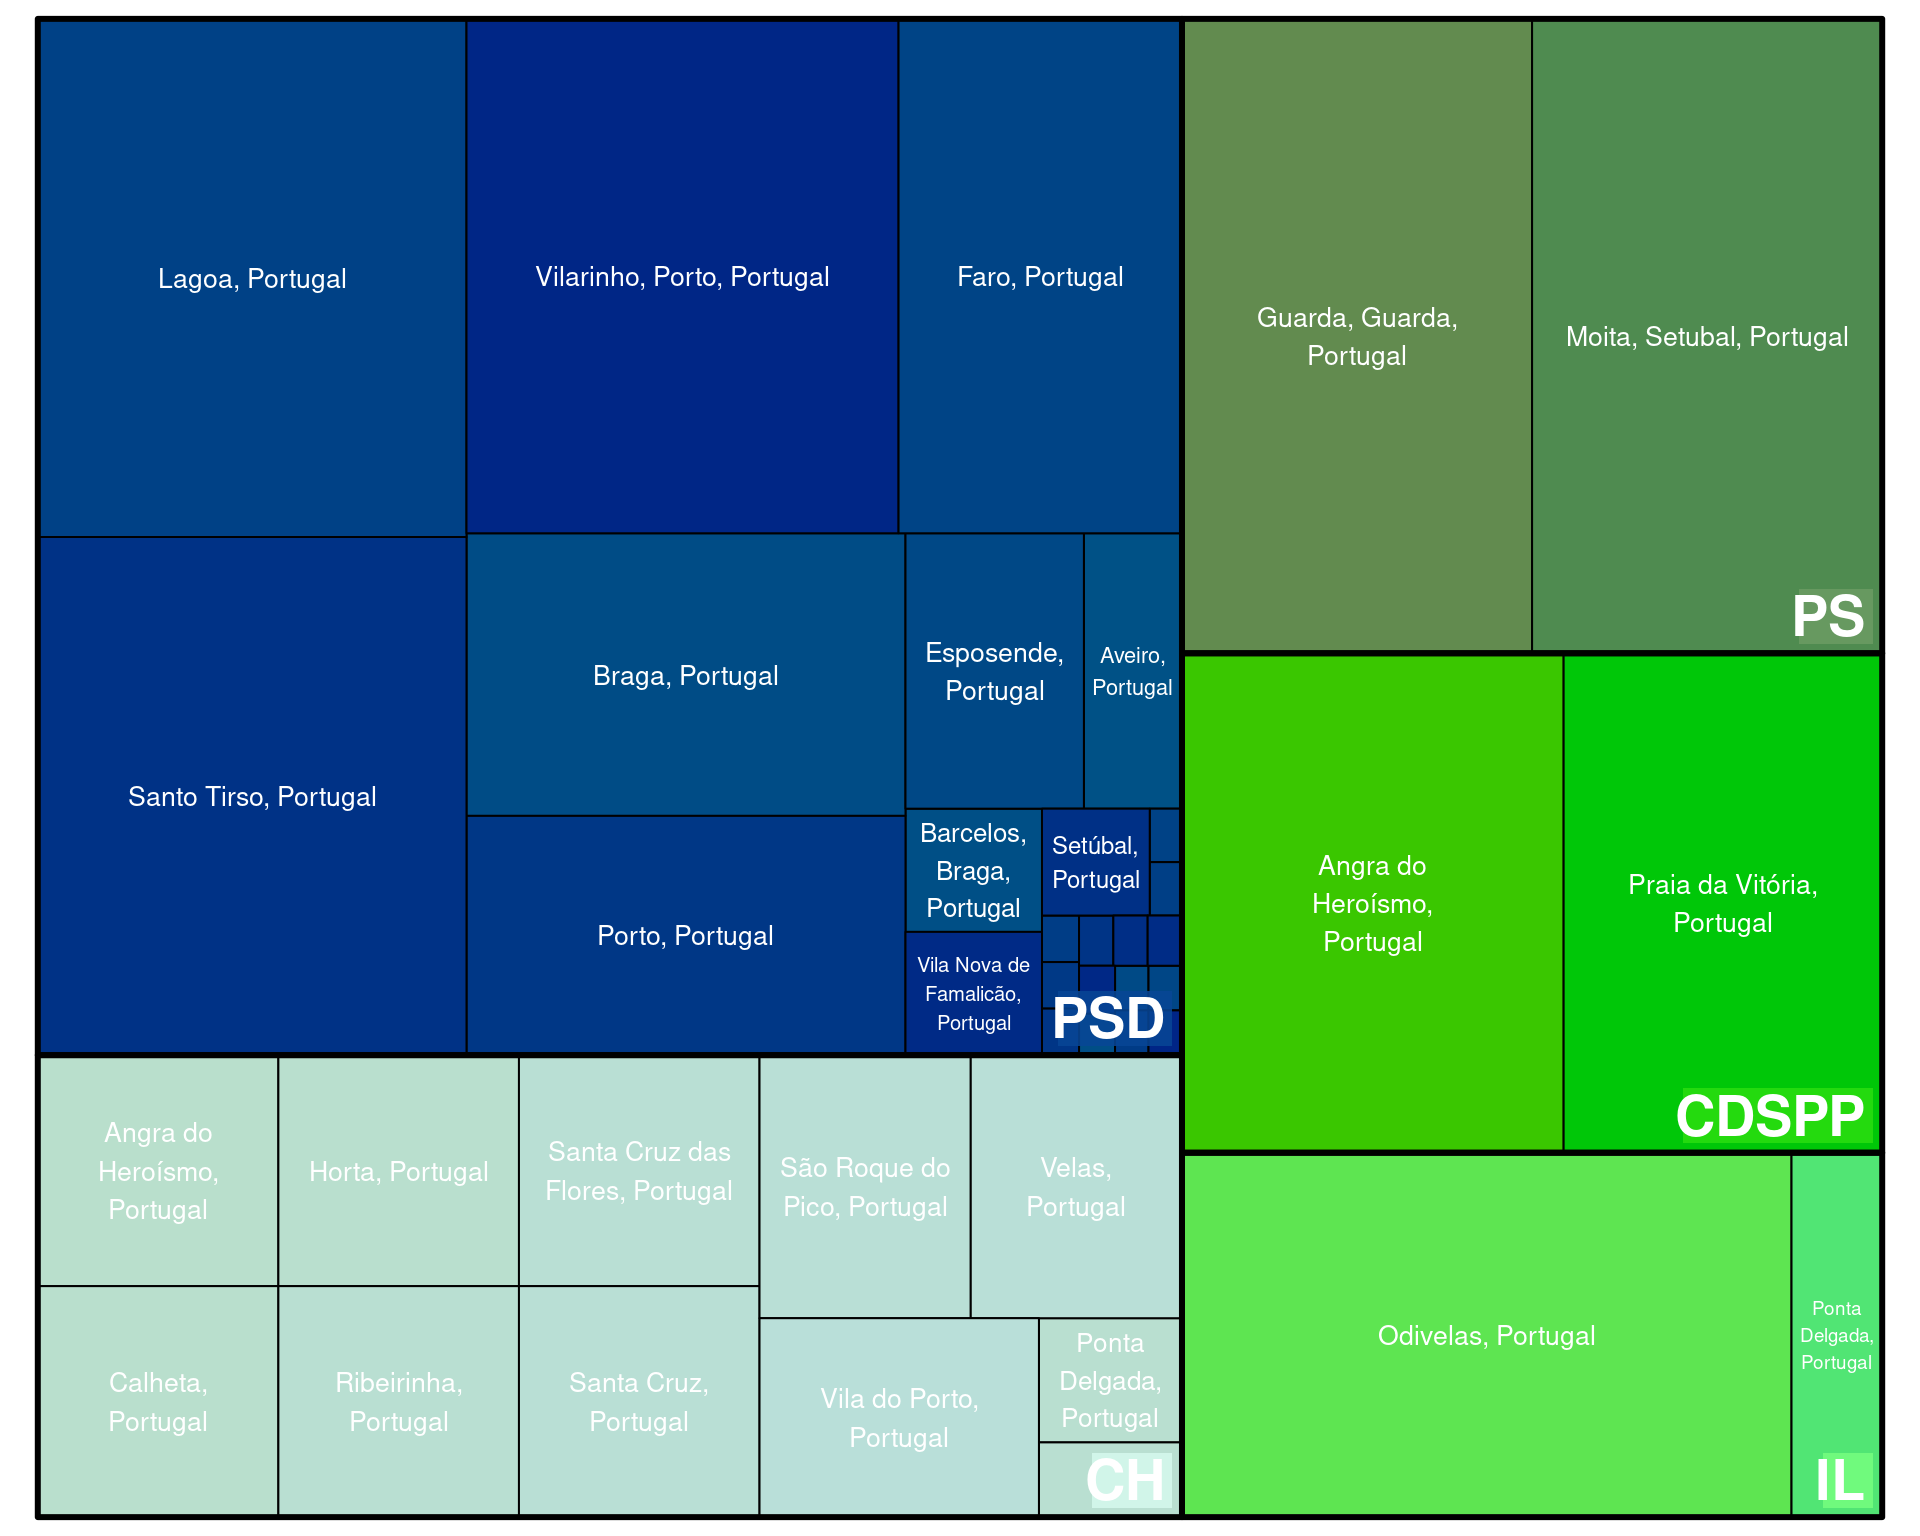 Lagoa, Portugal
Vilarinho, Porto, Portugal
Faro, Portugal
Santo Tirso, Portugal
Braga, Portugal
Esposende,
Portugal
Aveiro,
Portugal
Porto, Portugal
Barcelos,
Braga,
Portugal
Setúbal,
Portugal
Vila Nova de
Famalicão,
Portugal
PSD
Guarda, Guarda,
Portugal
Moita, Setubal, Portugal
PS
Angra do
Heroísmo,
Portugal
Praia da Vitória,
Portugal
CDSPP
Angra do
Heroísmo,
Portugal
Horta, Portugal
Santa Cruz das
Flores, Portugal
São Roque do
Pico, Portugal
Velas,
Portugal
Calheta,
Portugal
Ribeirinha,
Portugal
Santa Cruz,
Portugal
Vila do Porto,
Portugal
Ponta
Delgada,
Portugal
CH
Odivelas, Portugal
Ponta
Delgada,
Portugal
IL